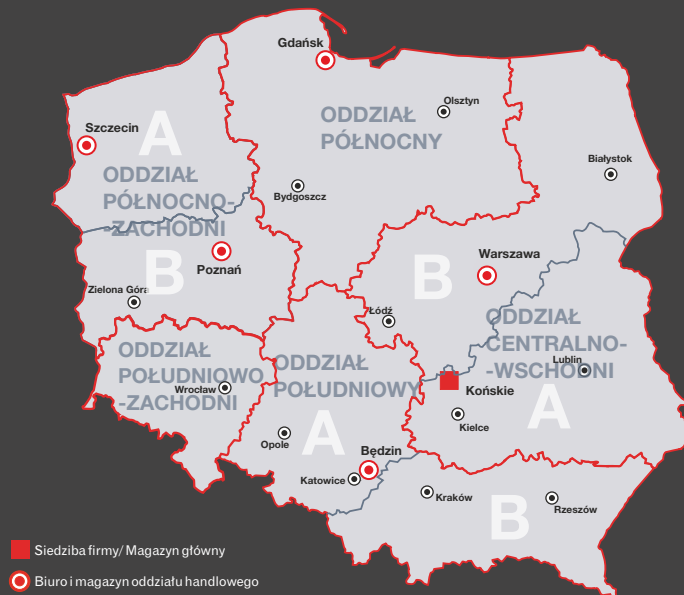 Gdańsk
Olsztyn
ODDZIAŁ
PÓŁNOCNY
A
Szczecin
Białystok
ODDZIAŁ
PÓŁNOCNO-
-ZACHODNI
Bydgoszcz
B
Poznań
B
Warszawa
Zielona Góra
Łódź
ODDZIAŁ
CENTRALNO-
-WSCHODNI
Lublin
ODDZIAŁ
POŁUDNIOWO
-ZACHODNI
Wrocław
ODDZIAŁ
POŁUDNIOWY
Końskie
A
Kielce
A
Opole
Będzin
Katowice
Kraków
B
Rzeszów
Siedziba firmy/ Magazyn główny
Biuro i magazyn oddziału handlowego